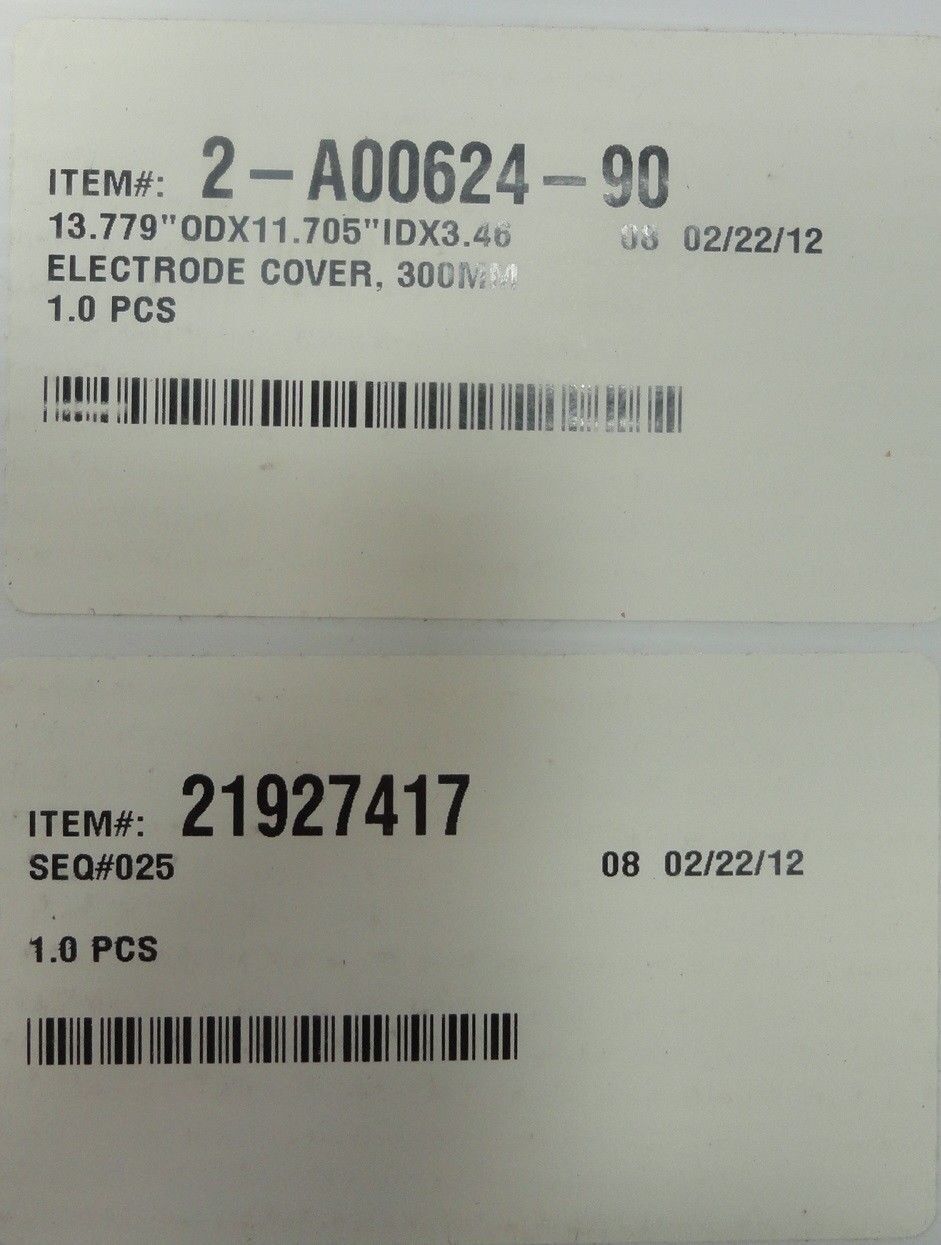 ITEM#: 2-A00624-90
13.779"ODX11.705"IDX3.46 08 02/22/12
ELECTRODE COVER, 300MM
1.0 PCS
ITEM#: 21927417
SEQ#025 08 02/22/12
1.0 PCS